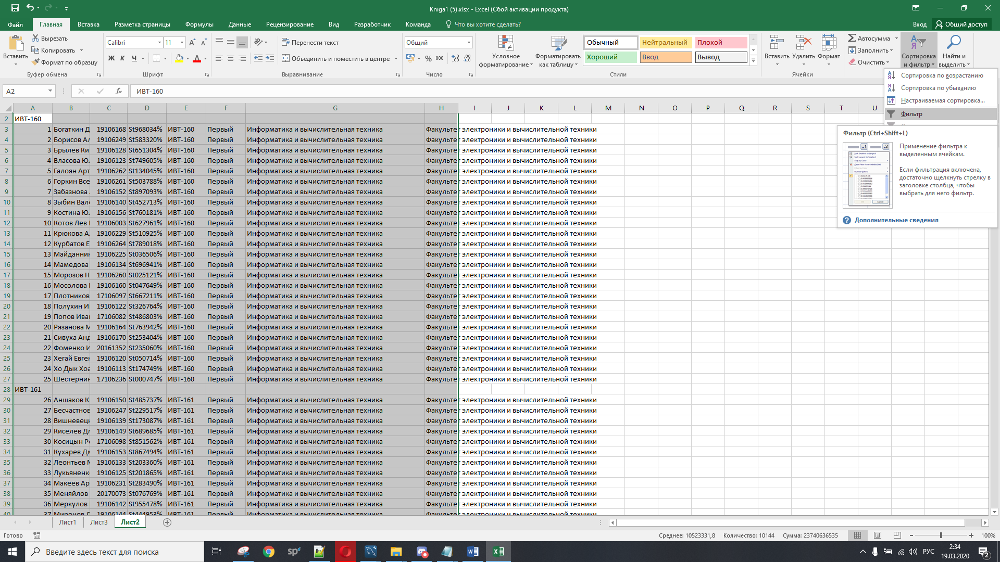 Kniga1 (5).xlsx - Excel (Сбой активации продукта)
Файл Главная Вставка Разметка страницы Формулы Данные Рецензирование Вид Разработчик Команда Что вы хотите сделать? Вход Общий доступ
Вставить
Вырезать
Копировать
Формат по образцу
Буфер обмена
Calibri 11
Ж К Ч
Шрифт
Перенести текст
Объединить и поместить в центре
Выравнивание
Общий
% 000
Число
Условное форматирование
Форматировать как таблицу
Обычный Нейтральный Плохой
Хороший Ввод Вывод
Стили
Вставить Удалить Формат
Ячейки
Автосумма
Заполнить
Очистить
Сортировка и фильтр
Найти и выделить
Сортировка по возрастанию
Сортировка по убыванию
Настраиваемая сортировка...
Фильтр
Фильтр (Ctrl+Shift+L)
Применение фильтра к выделенным ячейкам.
Если фильтрация включена, достаточно щелкнуть стрелку в заголовке столбца, чтобы выбрать для него фильтр.
Дополнительные сведения
A2 fx ИВТ-160
A B C D E F G H I J K L M N O P Q R S T U
2 ИВТ-160
3 1 Богаткин Д 19106168 St968034% ИВТ-160 Первый Информатика и вычислительная техника Факультет электроники и вычислительной техники
4 2 Борисов Ал 19106249 St583320% ИВТ-160 Первый Информатика и вычислительная техника Факультет электроники и вычислительной техники
5 3 Брылев Ки 19106128 St651304% ИВТ-160 Первый Информатика и вычислительная техника Факультет электроники и вычислительной техники
6 4 Власова Юл 19106123 St749605% ИВТ-160 Первый Информатика и вычислительная техника Факультет электроники и вычислительной техники
7 5 Галоян Арт 19106262 St134045% ИВТ-160 Первый Информатика и вычислительная техника Факультет электроники и вычислительной техники
8 6 Горкин Все 19106261 St503788% ИВТ-160 Первый Информатика и вычислительная техника Факультет электроники и вычислительной техники
9 7 Забазнова 19106152 St897093% ИВТ-160 Первый Информатика и вычислительная техника Факультет электроники и вычислительной техники
10 8 Зыбин Вале 19106140 St452713% ИВТ-160 Первый Информатика и вычислительная техника Факультет электроники и вычислительной техники
11 9 Костина Юл 19106156 St760181% ИВТ-160 Первый Информатика и вычислительная техника Факультет электроники и вычислительной техники
12 10 Котов Лев 19106003 St627961% ИВТ-160 Первый Информатика и вычислительная техника Факультет электроники и вычислительной техники
13 11 Крюкова А 19106229 St510925% ИВТ-160 Первый Информатика и вычислительная техника Факультет электроники и вычислительной техники
14 12 Курбатов Е 19106264 St789018% ИВТ-160 Первый Информатика и вычислительная техника Факультет электроники и вычислительной техники
15 13 Майданник 19106225 St036506% ИВТ-160 Первый Информатика и вычислительная техника Факультет электроники и вычислительной техники
16 14 Мамедова 19106134 St696941% ИВТ-160 Первый Информатика и вычислительная техника Факультет электроники и вычислительной техники
17 15 Морозов Н 19106260 St025121% ИВТ-160 Первый Информатика и вычислительная техника Факультет электроники и вычислительной техники
18 16 Мосолова 19106160 St047649% ИВТ-160 Первый Информатика и вычислительная техника Факультет электроники и вычислительной техники
19 17 Плотников 17106097 St667211% ИВТ-160 Первый Информатика и вычислительная техника Факультет электроники и вычислительной техники
20 18 Полухин И 19106122 St326764% ИВТ-160 Первый Информатика и вычислительная техника Факультет электроники и вычислительной техники
21 19 Попов Иван 17106082 St486803% ИВТ-160 Первый Информатика и вычислительная техника Факультет электроники и вычислительной техники
22 20 Рязанова М 19106164 St763942% ИВТ-160 Первый Информатика и вычислительная техника Факультет электроники и вычислительной техники
23 21 Сивуха Анд 19106170 St253404% ИВТ-160 Первый Информатика и вычислительная техника Факультет электроники и вычислительной техники
24 22 Фоменко И 20161352 St235060% ИВТ-160 Первый Информатика и вычислительная техника Факультет электроники и вычислительной техники
25 23 Хегай Евген 19106120 St050714% ИВТ-160 Первый Информатика и вычислительная техника Факультет электроники и вычислительной техники
26 24 Хо Дык Хоа 19106113 St174749% ИВТ-160 Первый Информатика и вычислительная техника Факультет электроники и вычислительной техники
27 25 Шестерник 17106236 St000747% ИВТ-160 Первый Информатика и вычислительная техника Факультет электроники и вычислительной техники
28 ИВТ-161
29 26 Аншаков К 19106150 St485737% ИВТ-161 Первый Информатика и вычислительная техника Факультет электроники и вычислительной техники
30 27 Бесчастнов 19106247 St229517% ИВТ-161 Первый Информатика и вычислительная техника Факультет электроники и вычислительной техники
31 28 Вишневецк 19106139 St173087% ИВТ-161 Первый Информатика и вычислительная техника Факультет электроники и вычислительной техники
32 29 Киселев Дм 19106149 St689685% ИВТ-161 Первый Информатика и вычислительная техника Факультет электроники и вычислительной техники
33 30 Косицын Ро 17106098 St851562% ИВТ-161 Первый Информатика и вычислительная техника Факультет электроники и вычислительной техники
34 31 Кухарев Дм 19106153 St867494% ИВТ-161 Первый Информатика и вычислительная техника Факультет электроники и вычислительной техники
35 32 Леонтьев М 19106133 St203360% ИВТ-161 Первый Информатика и вычислительная техника Факультет электроники и вычислительной техники
36 33 Лукьяненко 19106125 St201865% ИВТ-161 Первый Информатика и вычислительная техника Факультет электроники и вычислительной техники
37 34 Макеев Ар 19106231 St283490% ИВТ-161 Первый Информатика и вычислительная техника Факультет электроники и вычислительной техники
38 35 Меняйлов 20170073 St076769% ИВТ-161 Первый Информатика и вычислительная техника Факультет электроники и вычислительной техники
39 36 Меркулов 19106142 St955478% ИВТ-161 Первый Информатика и вычислительная техника Факультет электроники и вычислительной техники
40 37 Миронов Д 19106144 St444953% ИВТ-161 Первый Информатика и вычислительная техника Факультет электроники и вычислительной техники
Лист1 Лист3 Лист2
Готово Среднее: 10523331,8 Количество: 10144 Сумма: 23740636535 100%
Введите здесь текст для поиска РУС 2:34
19.03.2020 2